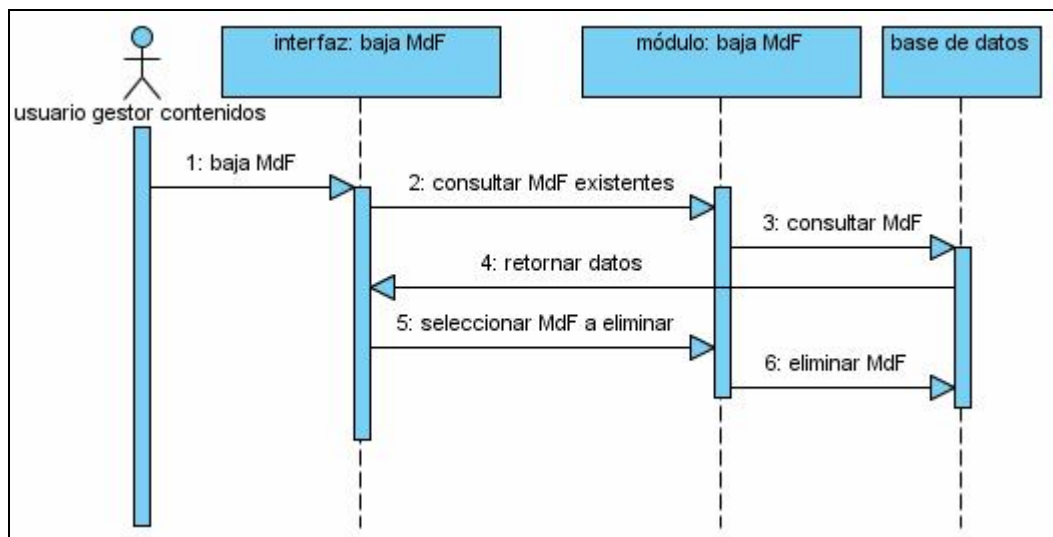 interfaz: baja MdF
módulo: baja MdF
base de datos
usuario gestor contenidos
1: baja MdF
2: consultar MdF existentes
3: consultar MdF
4: retornar datos
5: seleccionar MdF a eliminar
6: eliminar MdF